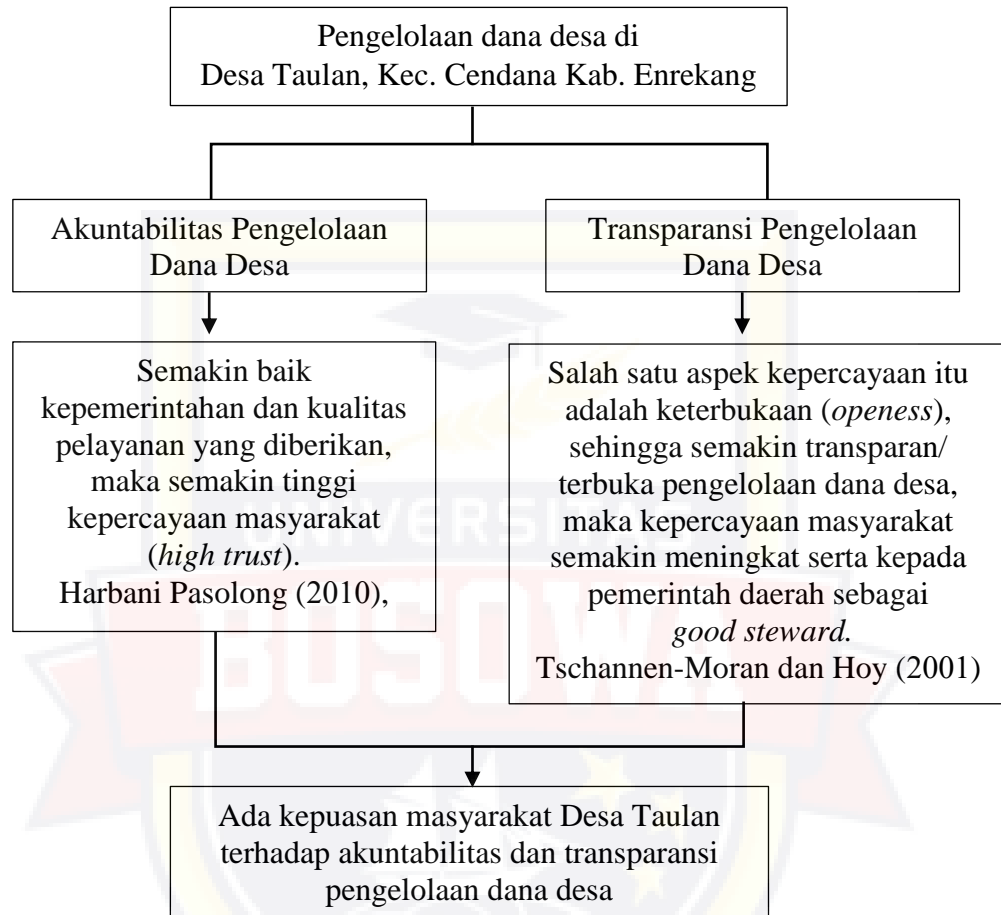 Pengelolaan dana desa di
Desa Taulan, Kec. Cendana Kab. Enrekang
Akuntabilitas Pengelolaan
Dana Desa
Transparansi Pengelolaan
Dana Desa
Semakin baik
kepemerintahan dan kualitas
pelayanan yang diberikan,
maka semakin tinggi
kepercayaan masyarakat
(high trust).
Harbani Pasolong (2010),
Salah satu aspek kepercayaan itu
adalah keterbukaan (openess),
sehingga semakin transparan/
terbuka pengelolaan dana desa,
maka kepercayaan masyarakat
semakin meningkat serta kepada
pemerintah daerah sebagai
good steward.
Tschannen-Moran dan Hoy (2001)
UNIVERSITAS
BOSOWA
Ada kepuasan masyarakat Desa Taulan
terhadap akuntabilitas dan transparansi
pengelolaan dana desa